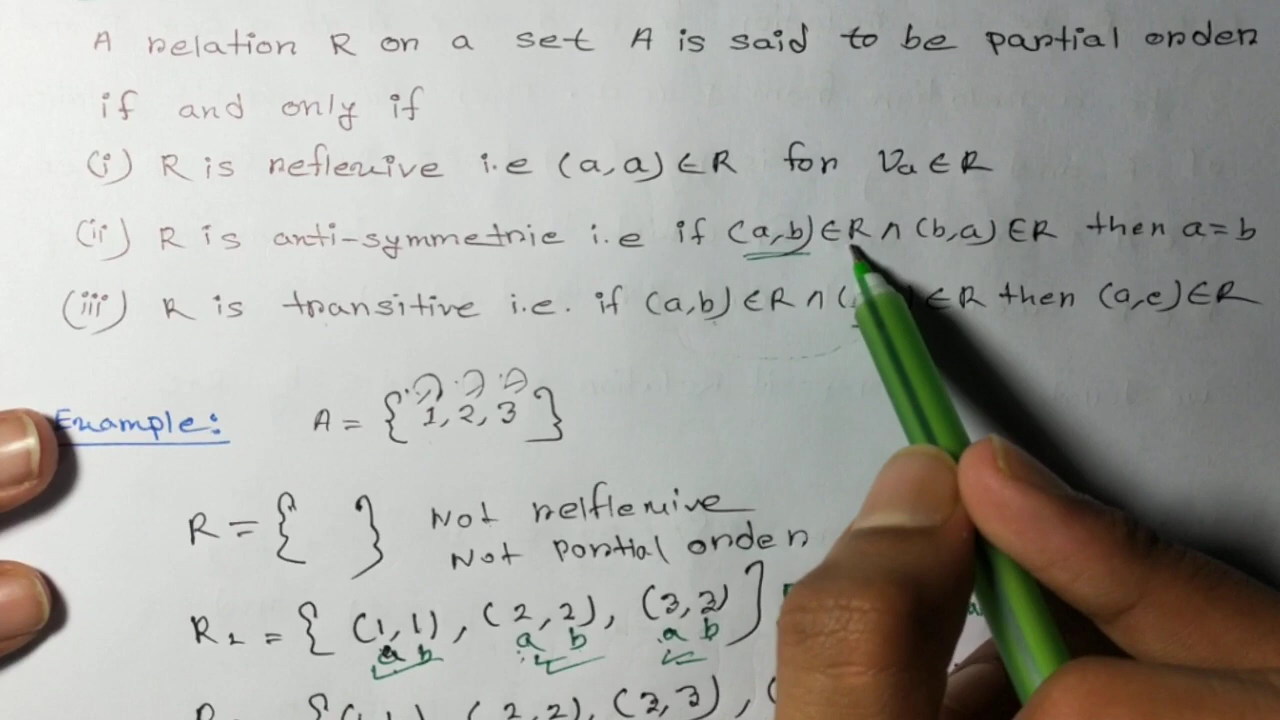 A relation R on a set A is said to be partial order
if and only if
(i) R is reflexive i.e (a,a) ∈ R for ∀a ∈ R
(ii) R is anti-symmetric i.e if (a,b) ∈ R ∧ (b,a) ∈ R then a = b
(iii) R is transitive i.e. if (a,b) ∈ R ∧ ( ) ∈ R then (a,c) ∈ R
Example: A = { 1, 2, 3 }
R = { } Not relflexive
Not partial order
R₂ = { (1,1), (2,2), (3,3) }
a b a b a b
{(1,1), (2,2), (3,3), (